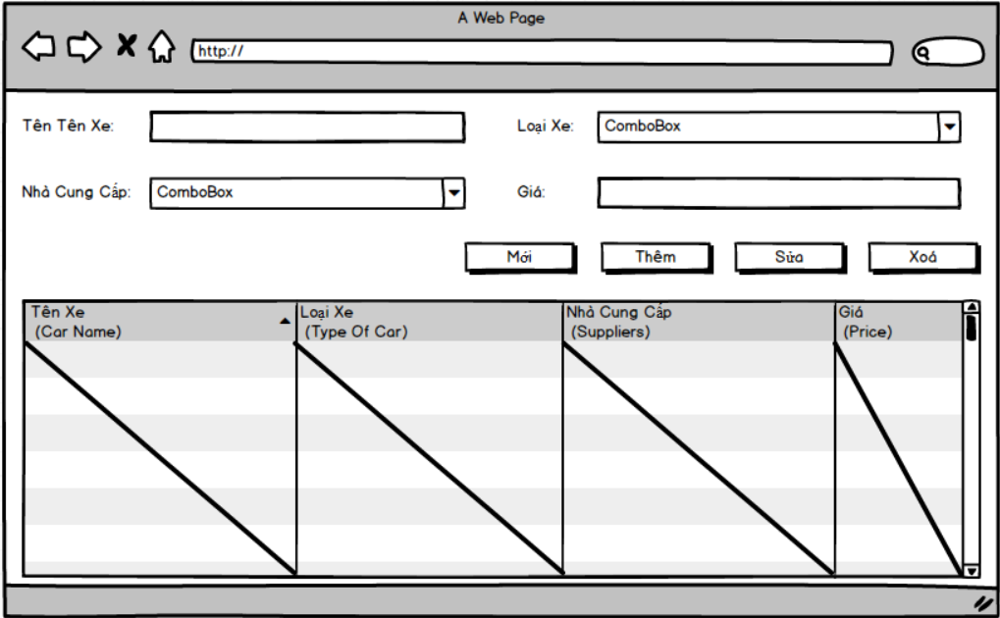 A Web Page
http://
Tên Tên Xe:
Loại Xe: ComboBox
Nhà Cung Cấp: ComboBox
Giá:
Mới Thêm Sửa Xoá
Tên Xe Loại Xe Nhà Cung Cấp Giá
(Car Name) (Type Of Car) (Suppliers) (Price)